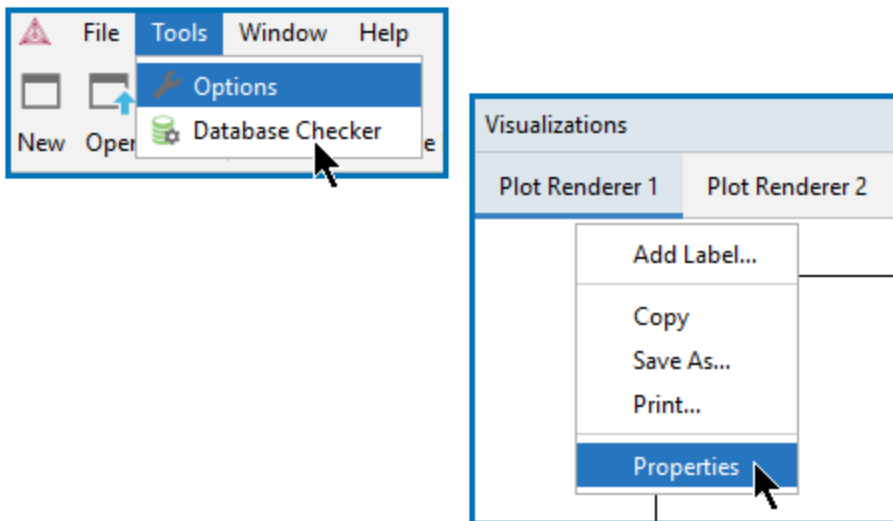 File Tools Window Help
Options
Database Checker
New
Visualizations
Plot Renderer 1 Plot Renderer 2
Add Label...
Copy
Save As...
Print...
Properties